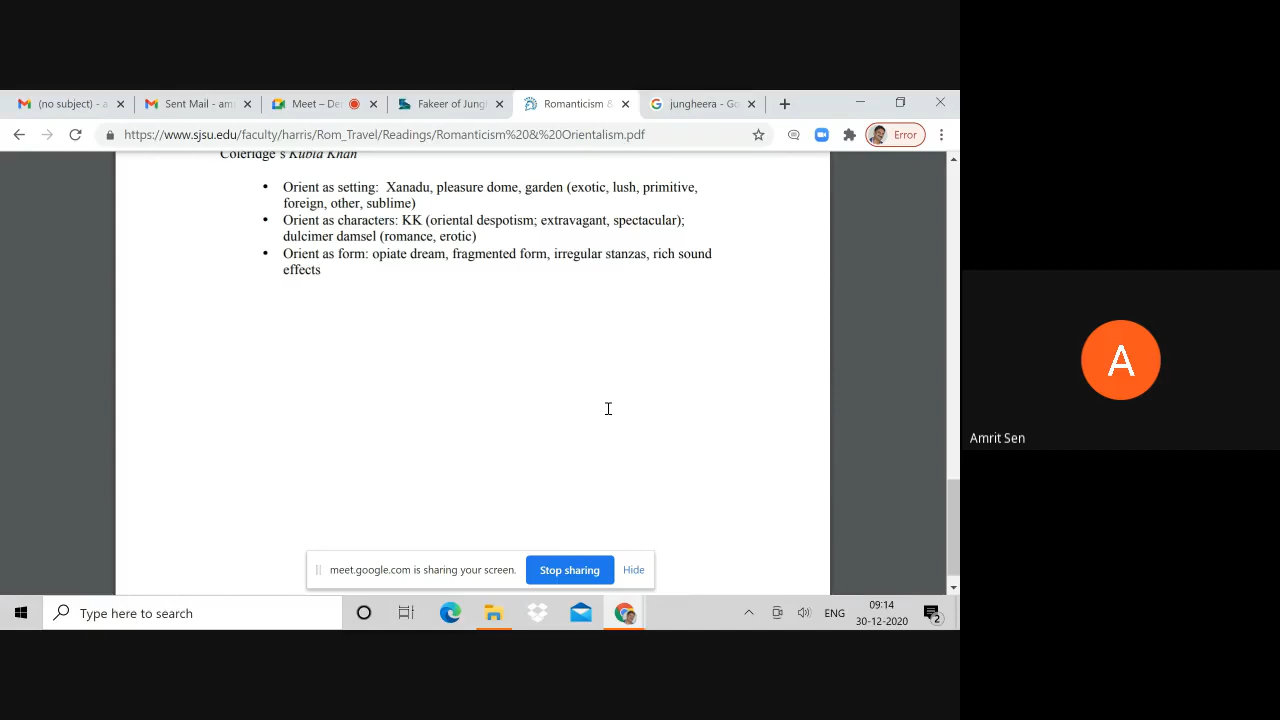 (no subject) - a
Sent Mail - amr
Meet – De
Fakeer of Jungl
Romanticism &
jungheera - Go
https://www.sjsu.edu/faculty/harris/Rom_Travel/Readings/Romanticism%20&%20Orientalism.pdf
Error
Coleridge's Kubla Khan
• Orient as setting: Xanadu, pleasure dome, garden (exotic, lush, primitive,
foreign, other, sublime)
• Orient as characters: KK (oriental despotism; extravagant, spectacular);
dulcimer damsel (romance, erotic)
• Orient as form: opiate dream, fragmented form, irregular stanzas, rich sound
effects
A
Amrit Sen
meet.google.com is sharing your screen.
Stop sharing
Hide
Type here to search
ENG
09:14
30-12-2020
2